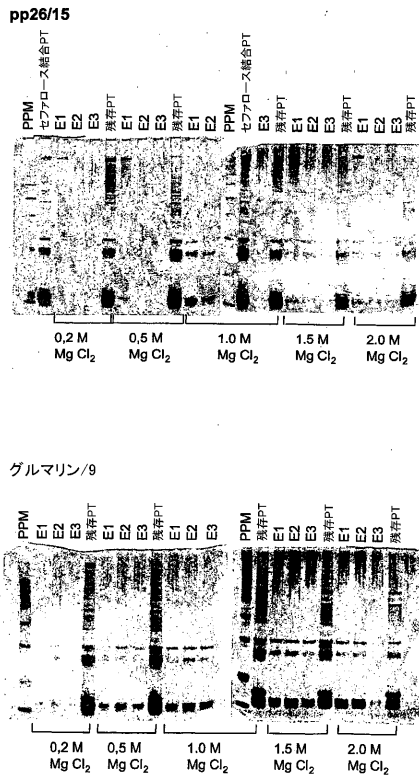 pp26/15
PPM セファロース結合PT E1 E2 E3 残存PT E1 E2 E3 残存PT E1 E2 PPM セファロース結合PT E3 残存PT E1 E2 E3 残存PT E1 E2 E3 残存PT
0,2 M 0,5 M 1.0 M 1.5 M 2.0 M
Mg Cl2 Mg Cl2 Mg Cl2 Mg Cl2 Mg Cl2
グルマリン/9
PPM E1 E2 E3 残存PT E1 E2 E3 残存PT E1 E2 E3 PPM 残存PT E1 E2 E3 残存PT E1 E2 E3 残存PT
0,2 M 0,5 M 1.0 M 1.5 M 2.0 M
Mg Cl2 Mg Cl2 Mg Cl2 Mg Cl2 Mg Cl2